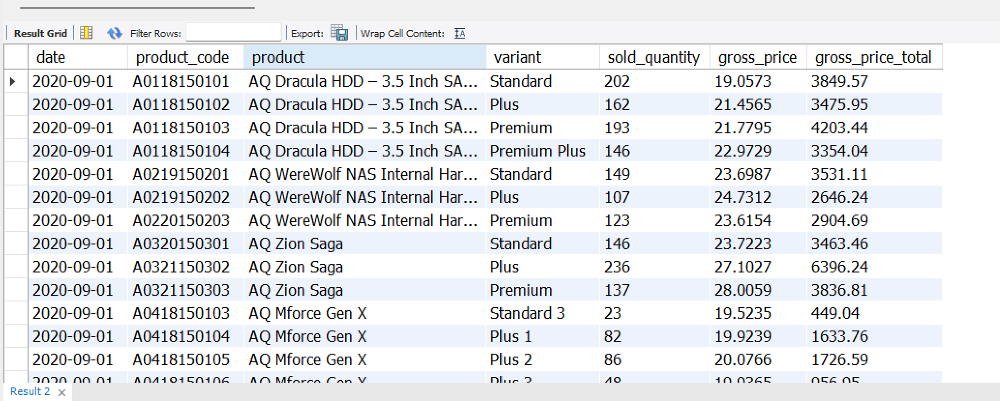 Result Grid Filter Rows: Export: Wrap Cell Content:
date product_code product variant sold_quantity gross_price gross_price_total
2020-09-01 A0118150101 AQ Dracula HDD – 3.5 Inch SA... Standard 202 19.0573 3849.57
2020-09-01 A0118150102 AQ Dracula HDD – 3.5 Inch SA... Plus 162 21.4565 3475.95
2020-09-01 A0118150103 AQ Dracula HDD – 3.5 Inch SA... Premium 193 21.7795 4203.44
2020-09-01 A0118150104 AQ Dracula HDD – 3.5 Inch SA... Premium Plus 146 22.9729 3354.04
2020-09-01 A0219150201 AQ WereWolf NAS Internal Har... Standard 149 23.6987 3531.11
2020-09-01 A0219150202 AQ WereWolf NAS Internal Har... Plus 107 24.7312 2646.24
2020-09-01 A0220150203 AQ WereWolf NAS Internal Har... Premium 123 23.6154 2904.69
2020-09-01 A0320150301 AQ Zion Saga Standard 146 23.7223 3463.46
2020-09-01 A0321150302 AQ Zion Saga Plus 236 27.1027 6396.24
2020-09-01 A0321150303 AQ Zion Saga Premium 137 28.0059 3836.81
2020-09-01 A0418150103 AQ Mforce Gen X Standard 3 23 19.5235 449.04
2020-09-01 A0418150104 AQ Mforce Gen X Plus 1 82 19.9239 1633.76
2020-09-01 A0418150105 AQ Mforce Gen X Plus 2 86 20.0766 1726.59
2020-09-01 A0418150106 AQ Mforce Gen X Plus 3 48
Result 2